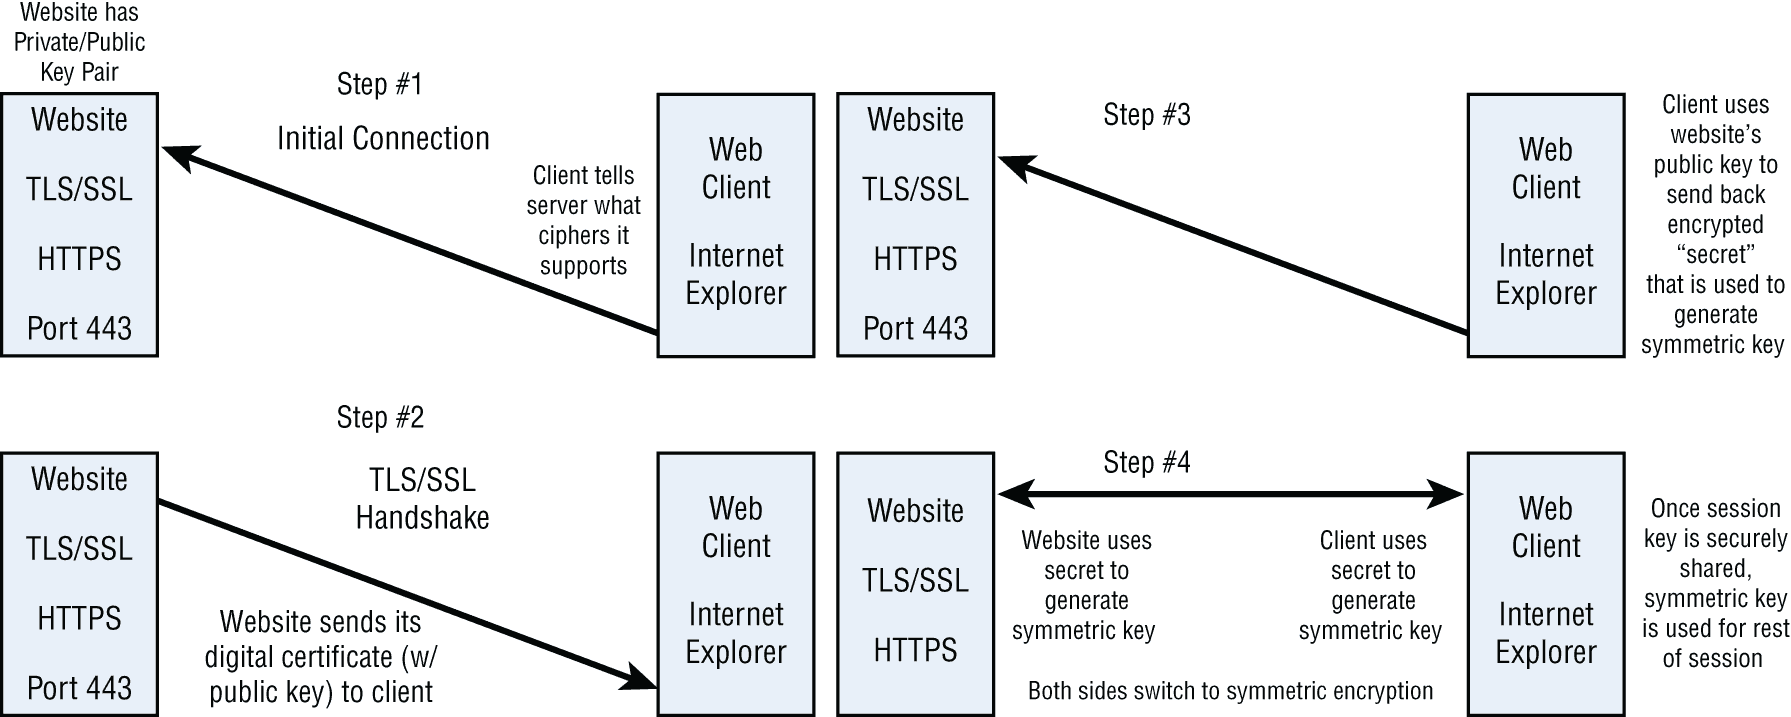 Website has
Private/Public
Key Pair
Step #1
Initial Connection
Website
TLS/SSL
HTTPS
Port 443
Client tells
server what
ciphers it
supports
Web
Client
Internet
Explorer
Step #2
TLS/SSL
Handshake
Website
TLS/SSL
HTTPS
Port 443
Website sends its
digital certificate (w/
public key) to client
Web
Client
Internet
Explorer
Step #3
Website
TLS/SSL
HTTPS
Port 443
Web
Client
Internet
Explorer
Client uses
website’s
public key to
send back
encrypted
“secret”
that is used to
generate
symmetric key
Step #4
Website
TLS/SSL
HTTPS
Website uses
secret to
generate
symmetric key
Client uses
secret to
generate
symmetric key
Both sides switch to symmetric encryption
Web
Client
Internet
Explorer
Once session
key is securely
shared,
symmetric key
is used for rest
of session